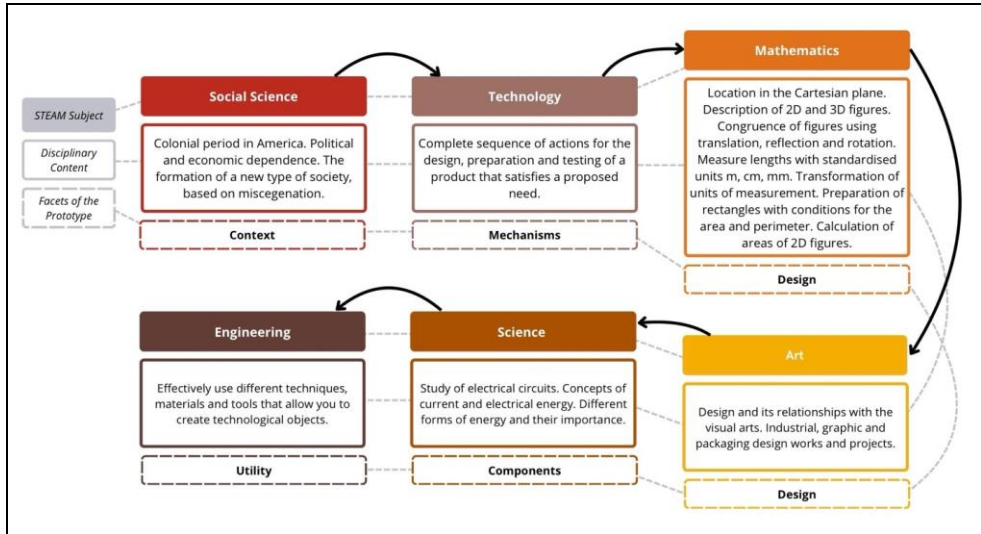 STEAM Subject
Disciplinary
Content
Facets of the
Prototype
Social Science
Colonial period in America. Political
and economic dependence. The
formation of a new type of society,
based on miscegenation.
Context
Technology
Complete sequence of actions for the
design, preparation and testing of a
product that satisfies a proposed
need.
Mechanisms
Mathematics
Location in the Cartesian plane.
Description of 2D and 3D figures.
Congruence of figures using
translation, reflection and rotation.
Measure lengths with standardised
units m, cm, mm. Transformation of
units of measurement. Preparation of
rectangles with conditions for the
area and perimeter. Calculation of
areas of 2D figures.
Design
Art
Design and its relationships with the
visual arts. Industrial, graphic and
packaging design works and projects.
Design
Science
Study of electrical circuits. Concepts of
current and electrical energy. Different
forms of energy and their importance.
Components
Engineering
Effectively use different techniques,
materials and tools that allow you to
create technological objects.
Utility